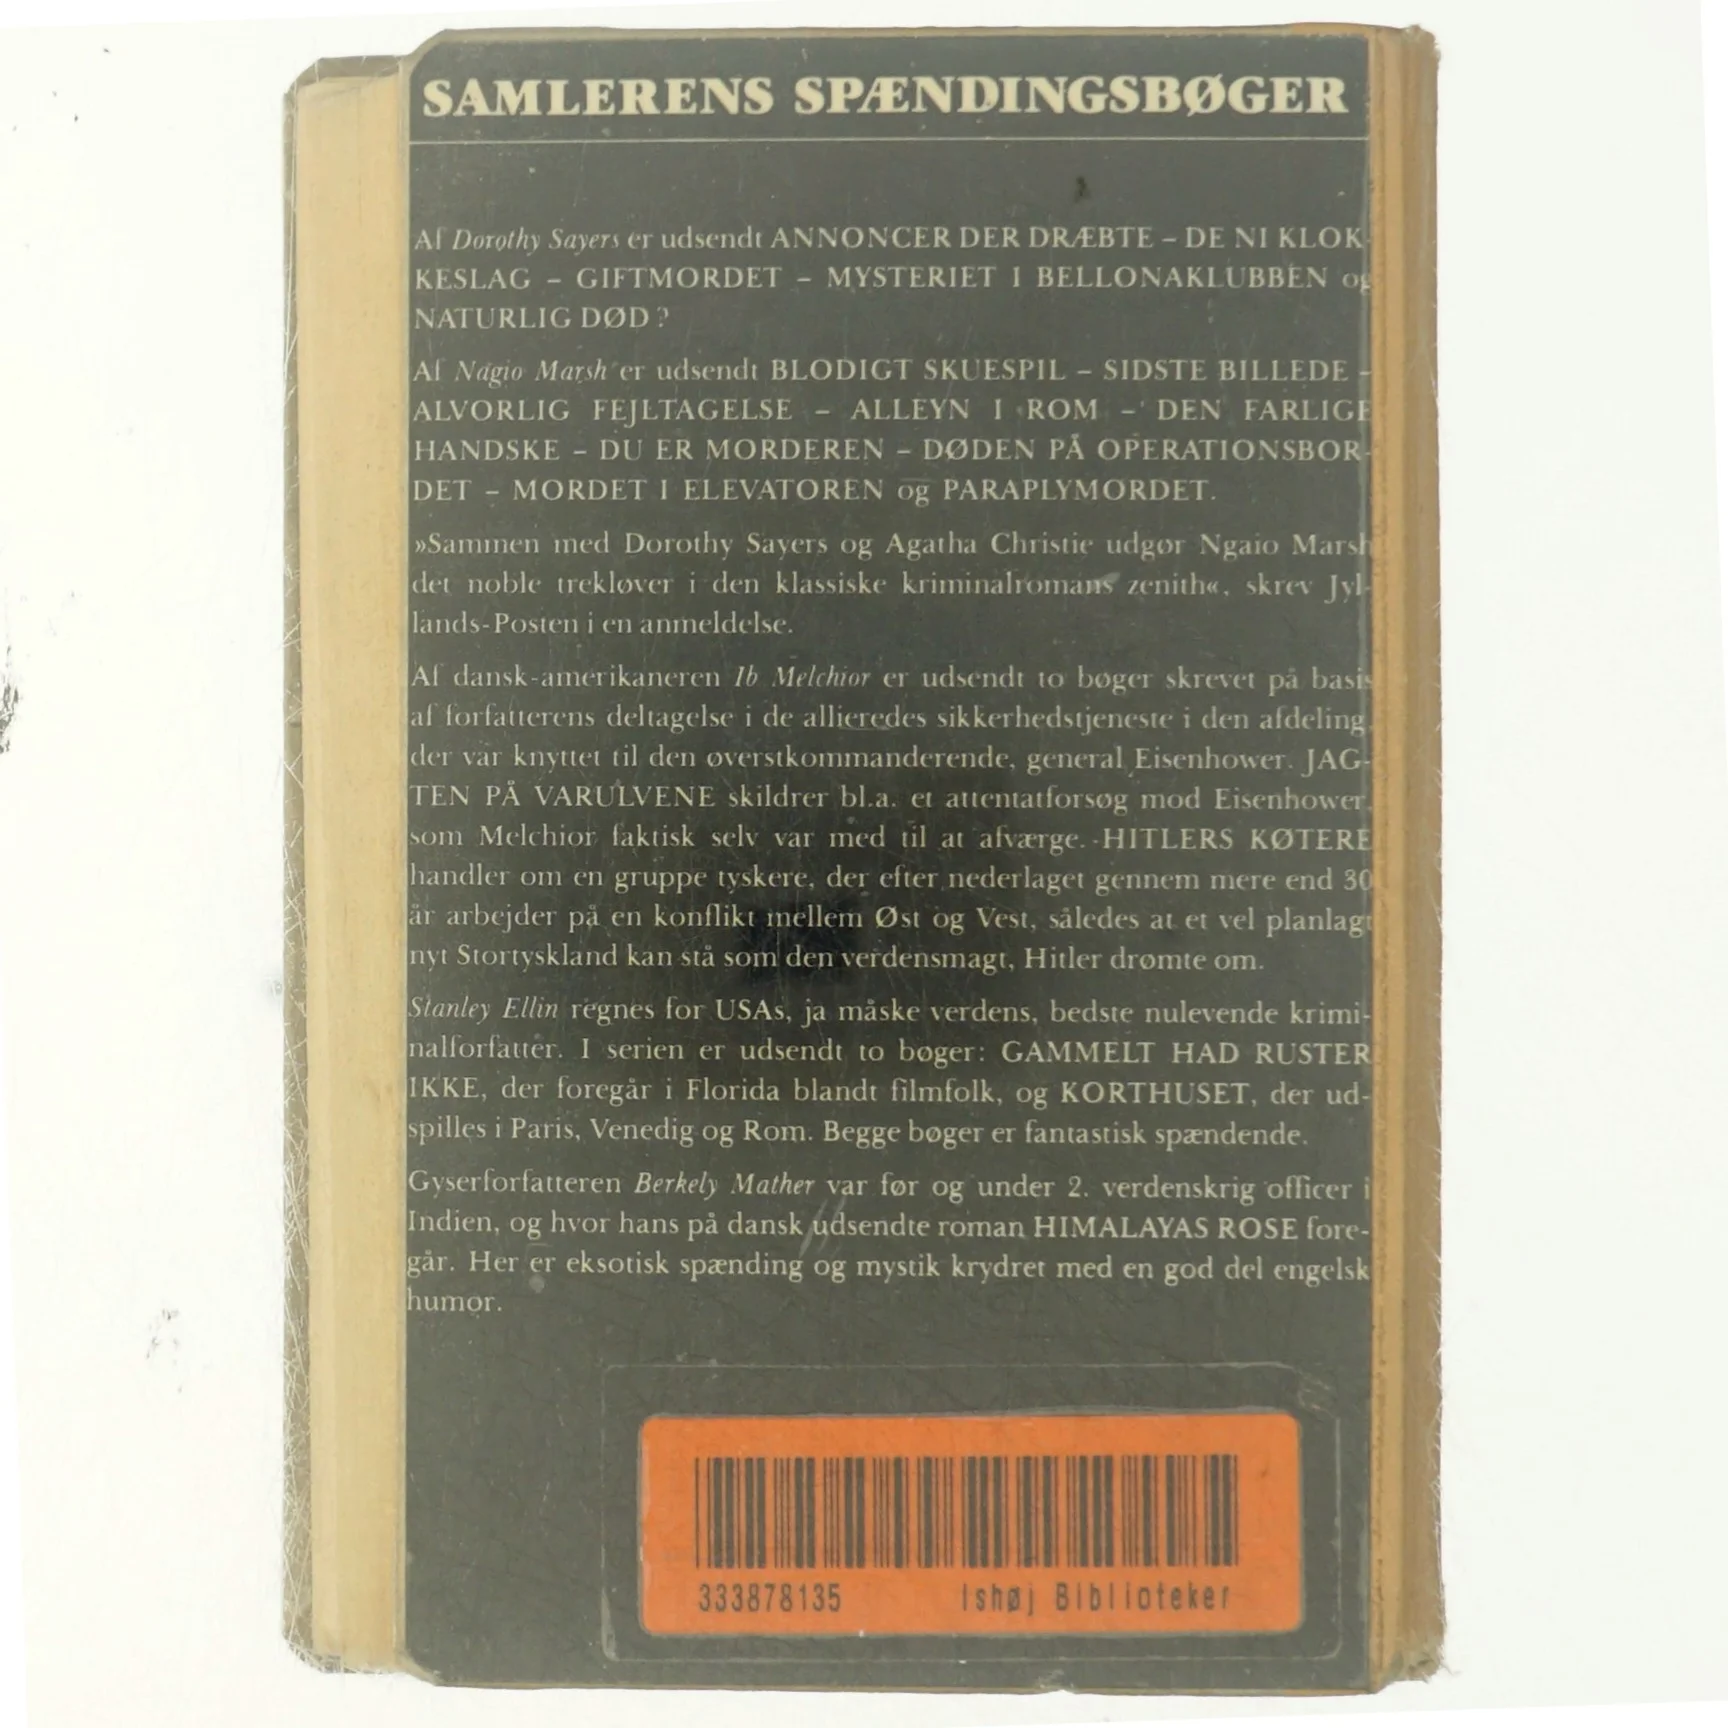 SAMLERENS SPÆNDINGSBØGER
Af Dorothy Sayers er udsendt ANNONCER DER DRÆBTE – DE NI KLOK-
KESLAG – GIFTMORDET – MYSTERIET I BELLONAKLUBBEN og
NATURLIG DØD?
Af Nagio Marsh er udsendt BLODIGT SKUESPIL – SIDSTE BILLEDE –
ALVORLIG FEJLTAGELSE – ALLEYN I ROM – DEN FARLIGE
HANDSKE – DU ER MORDEREN – DØDEN PÅ OPERATIONSBOR-
DET – MORDET I ELEVATOREN og PARAPLYMORDET.
»Sammen med Dorothy Sayers og Agatha Christie udgør Ngaio Marsh
det noble trekløver i den klassiske kriminalromans zenith«, skrev Jyl-
lands-Posten i en anmeldelse.
Af dansk-amerikaneren Ib Melchior er udsendt to bøger skrevet på basis
af forfatterens deltagelse i de allieredes sikkerhedstjeneste i den afdeling,
der var knyttet til den øverstkommanderende, general Eisenhower. JAG-
TEN PÅ VARULVENE skildrer bl.a. et attentatforsøg mod Eisenhower,
som Melchior faktisk selv var med til at afværge. HITLERS KØTERE
handler om en gruppe tyskere, der efter nederlaget gennem mere end 30
år arbejder på en konflikt mellem Øst og Vest, således at et vel planlagt
nyt Stortyskland kan stå som den verdensmagt, Hitler drømte om.
Stanley Ellin regnes for USAs, ja måske verdens, bedste nulevende krimi-
nalforfatter. I serien er udsendt to bøger: GAMMELT HAD RUSTER
IKKE, der foregår i Florida blandt filmfolk, og KORTHUSET, der ud-
spilles i Paris, Venedig og Rom. Begge bøger er fantastisk spændende.
Gyserforfatteren Berkely Mather var før og under 2. verdenskrig officer i
Indien, og hvor hans på dansk udsendte roman HIMALAYAS ROSE fore-
går. Her er eksotisk spænding og mystik krydret med en god del engelsk
humor.
333878135 Ishøj Biblioteker